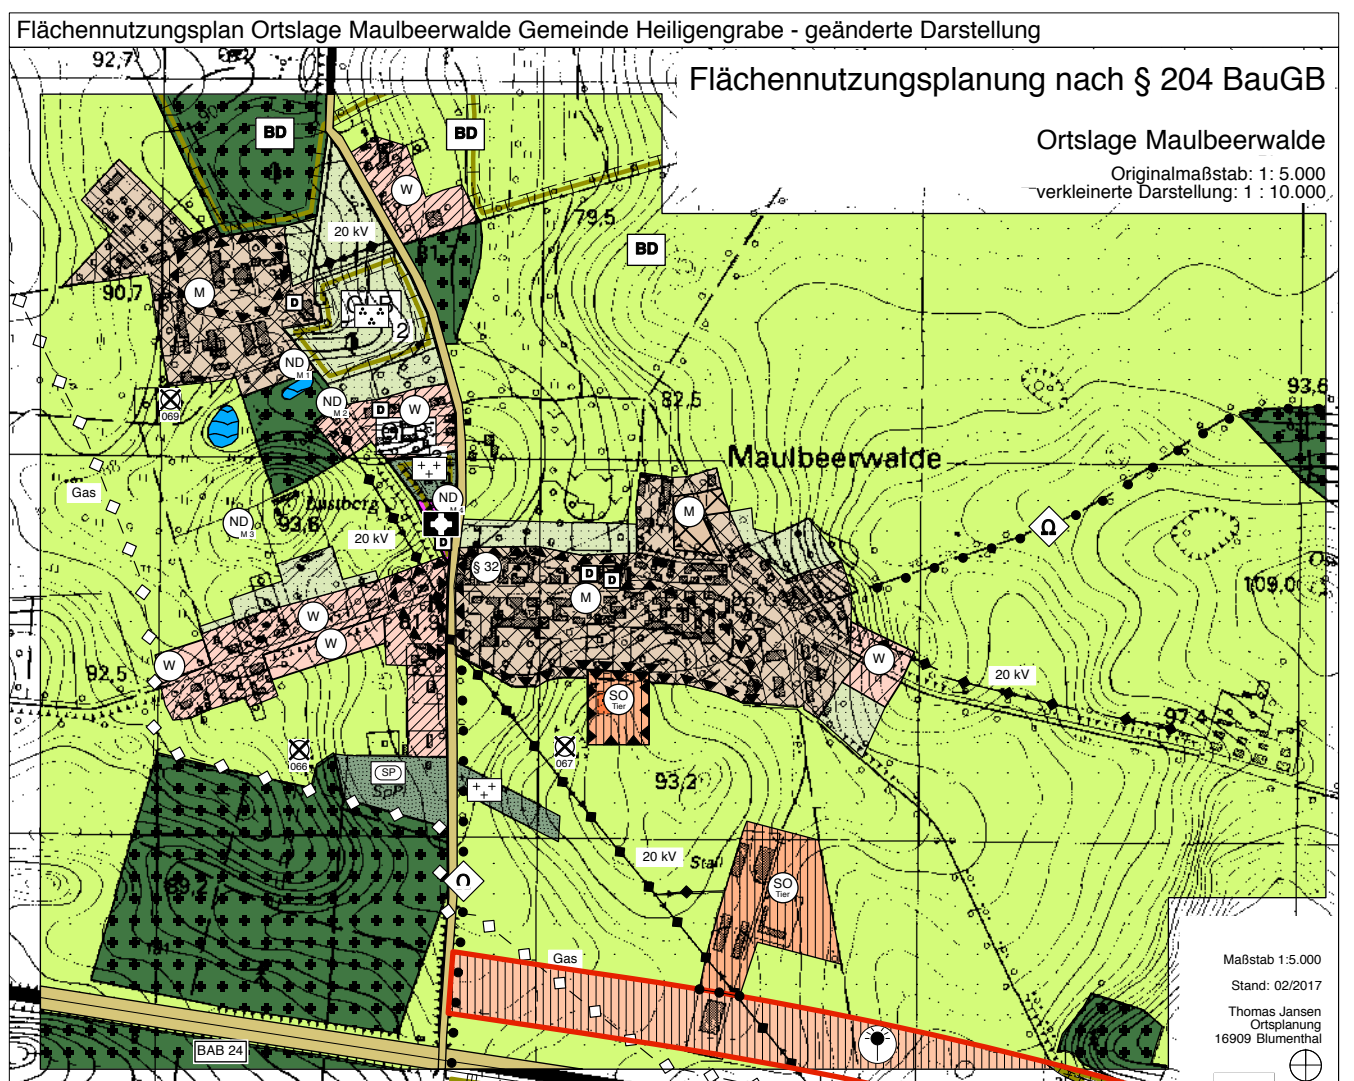 Flächennutzungsplan Ortslage Maulbeerwalde Gemeinde Heiligengrabe - geänderte Darstellung
92,7
Flächennutzungsplanung nach § 204 BauGB
BD
BD
Ortslage Maulbeerwalde
Originalmaßstab: 1: 5.000
verkleinerte Darstellung: 1 : 10.000
W
79,5
20 kV
BD
81,7
90,7
M
D
2
ND
M 1
93,6
ND
M 2
D
W
82,5
069
Maulbeerwalde
Gas
ND
Lustberg
M
ND
M 3
93,6
Ω
20 kV
D
§ 32
D
D
109,0
M
W
W
W
W
92,5
20 kV
SO
Tier
97,4
066
067
SP
SpPl
93,2
20 kV
Stall
Ω
SO
Tier
89,2
Gas
Maßstab 1:5.000
Stand: 02/2017
Thomas Jansen
Ortsplanung
16909 Blumenthal
BAB 24